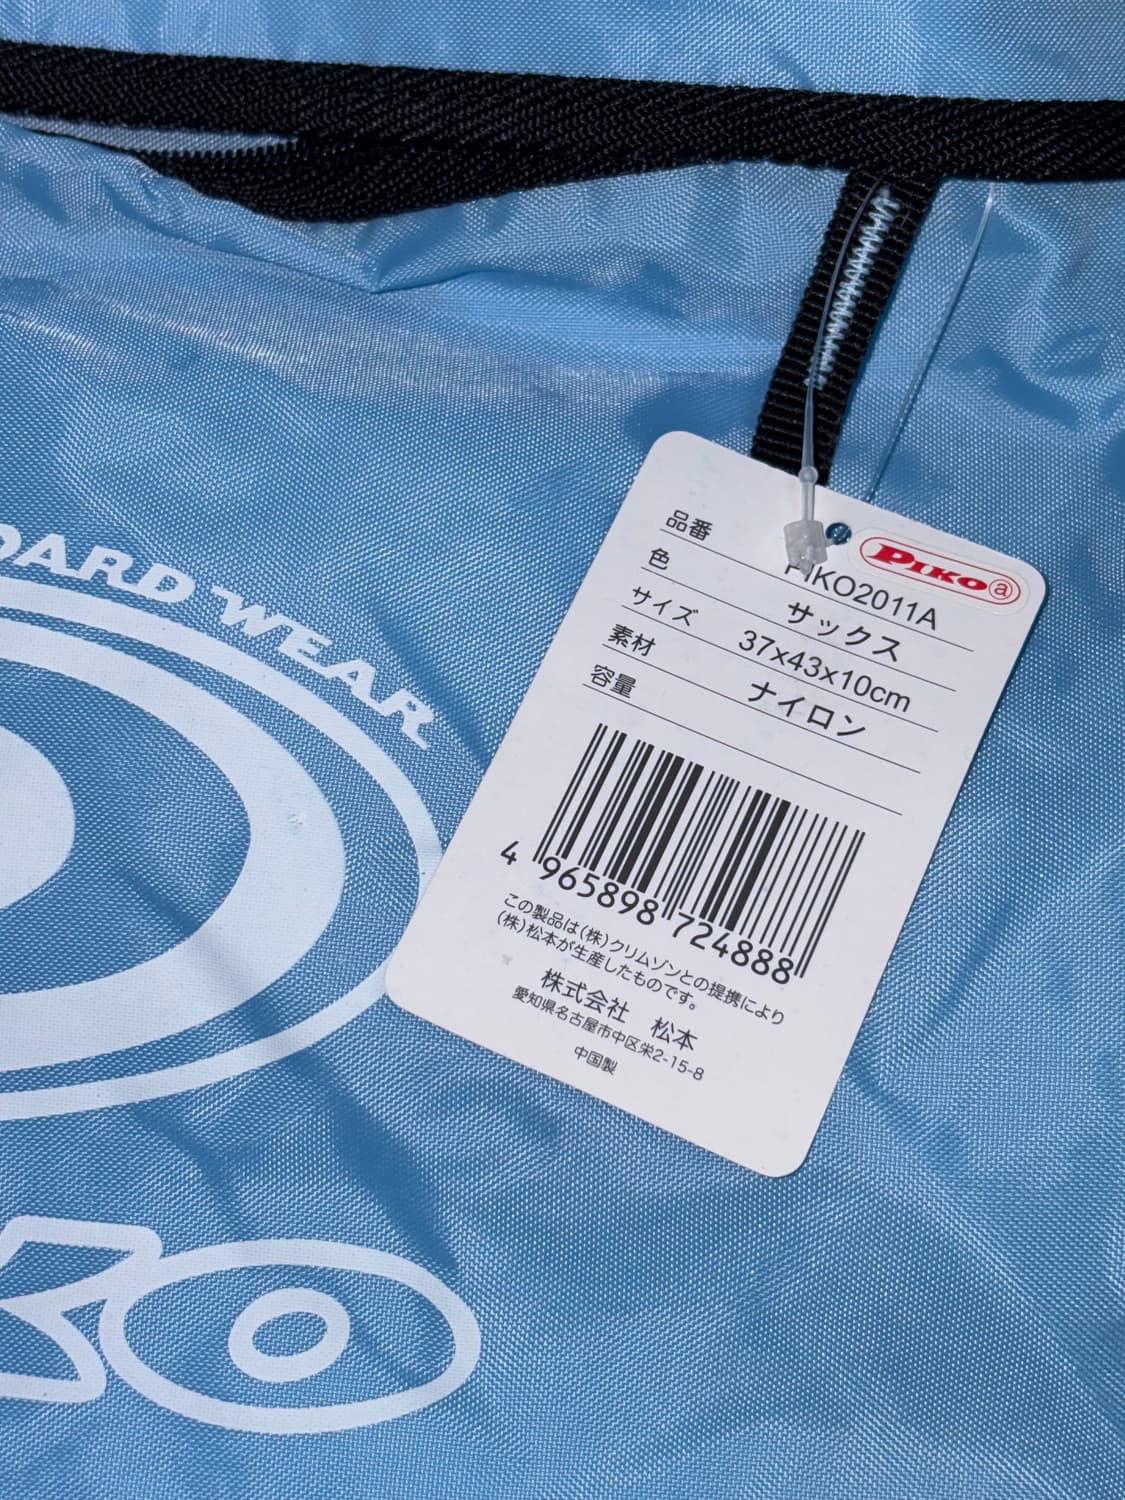 OARD WEAR
PIKO a
品番 PIKO2011A
色 サックス
サイズ 37x43x10cm
素材 ナイロン
容量
4 965898 724888
この製品は(株)クリムゾンとの提携により
(株)松本が生産したものです。
株式会社 松本
愛知県名古屋市中区栄2-15-8
中国製
KO